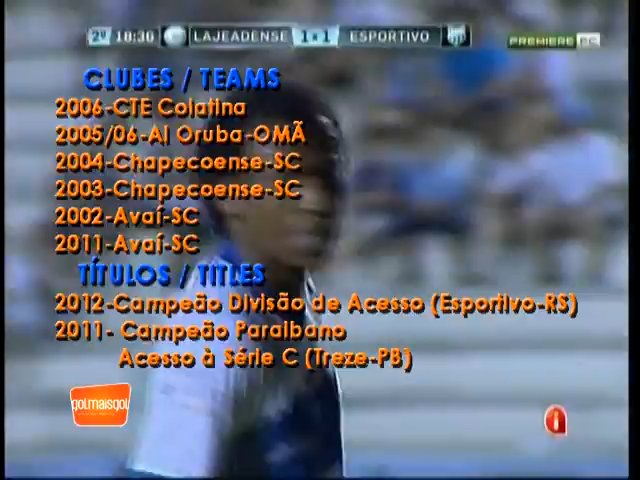 2º 18:36 LAJEADENSE 1x1 ESPORTIVO PREMIERE FC
CLUBES / TEAMS
2006-CTE Colatina
2005/06-Al Oruba-OMÃ
2004-Chapecoense-SC
2003-Chapecoense-SC
2002-Avaí-SC
2011-Avaí-SC
TÍTULOS / TITLES
2012-Campeão Divisão de Acesso (Esportivo-RS)
2011- Campeão Paraibano
Acesso à Série C (Treze-PB)
golmaisgol